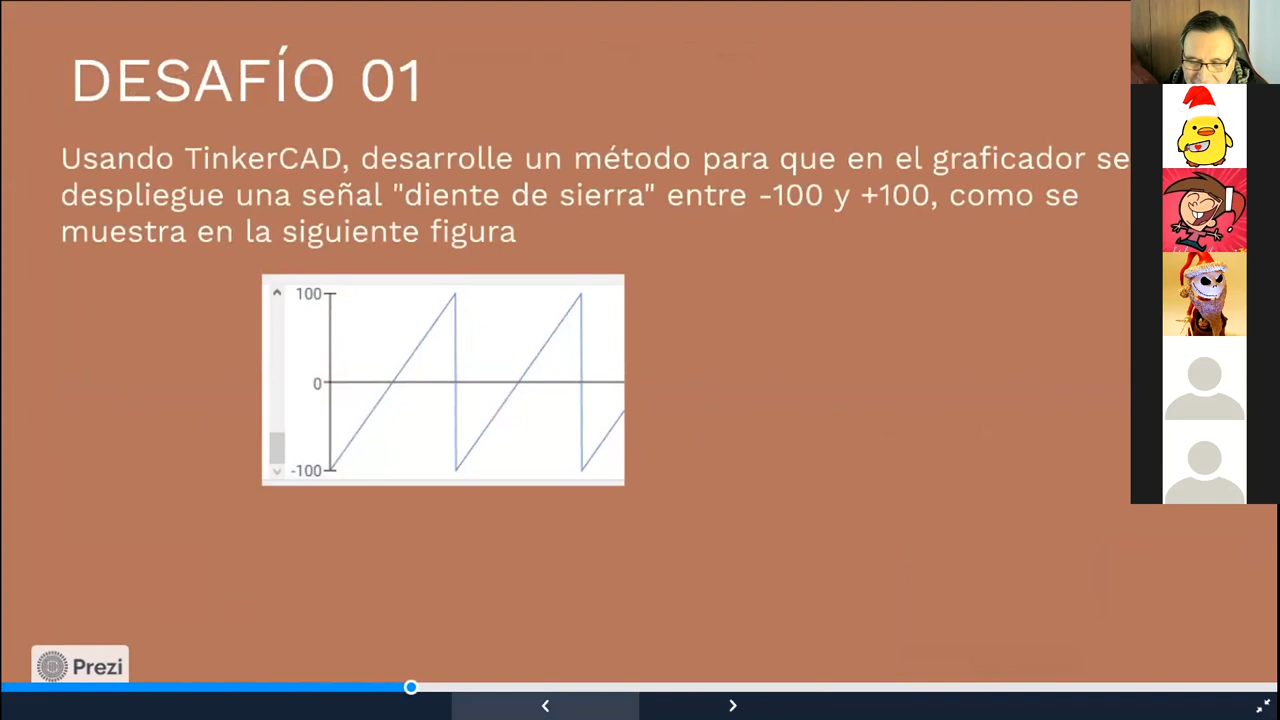 DESAFÍO 01
Usando TinkerCAD, desarrolle un método para que en el graficador se
despliegue una señal "diente de sierra" entre -100 y +100, como se
muestra en la siguiente figura
100
0
-100
Prezi